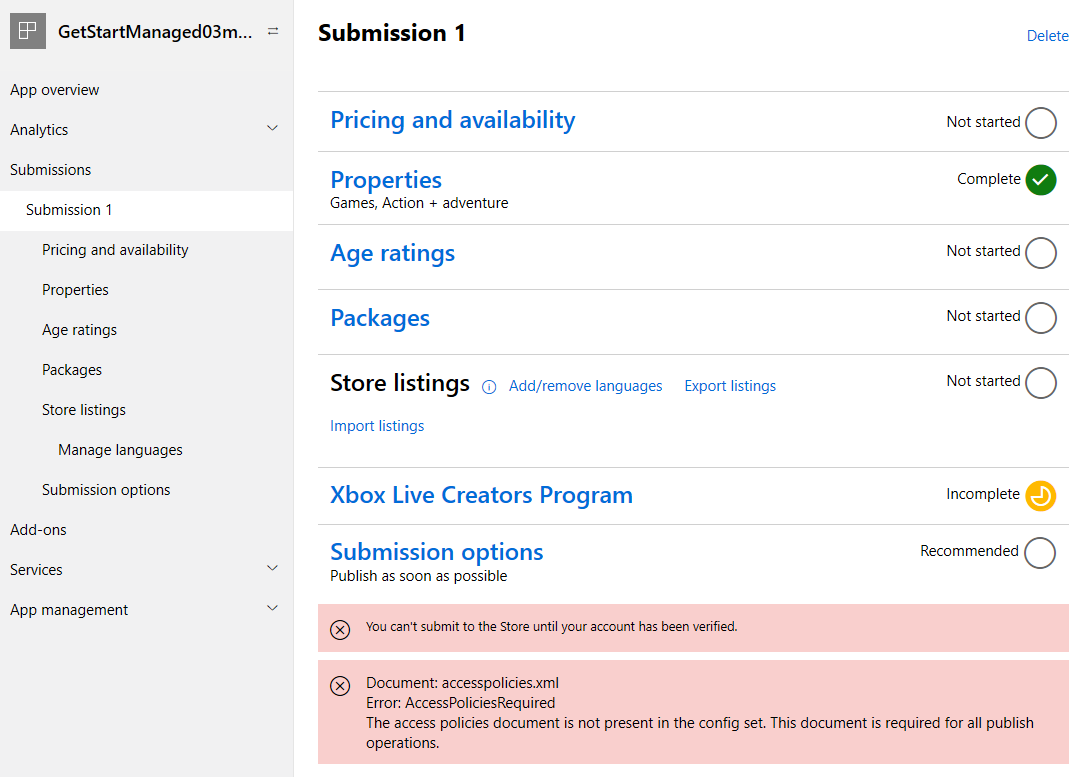 GetStartManaged03m...
App overview
Analytics
Submissions
Submission 1
Pricing and availability
Properties
Age ratings
Packages
Store listings
Manage languages
Submission options
Add-ons
Services
App management
Submission 1
Delete
Pricing and availability
Not started
Properties
Complete
Games, Action + adventure
Age ratings
Not started
Packages
Not started
Store listings
Add/remove languages
Export listings
Not started
Import listings
Xbox Live Creators Program
Incomplete
Submission options
Recommended
Publish as soon as possible
You can't submit to the Store until your account has been verified.
Document: accesspolicies.xml
Error: AccessPoliciesRequired
The access policies document is not present in the config set. This document is required for all publish
operations.